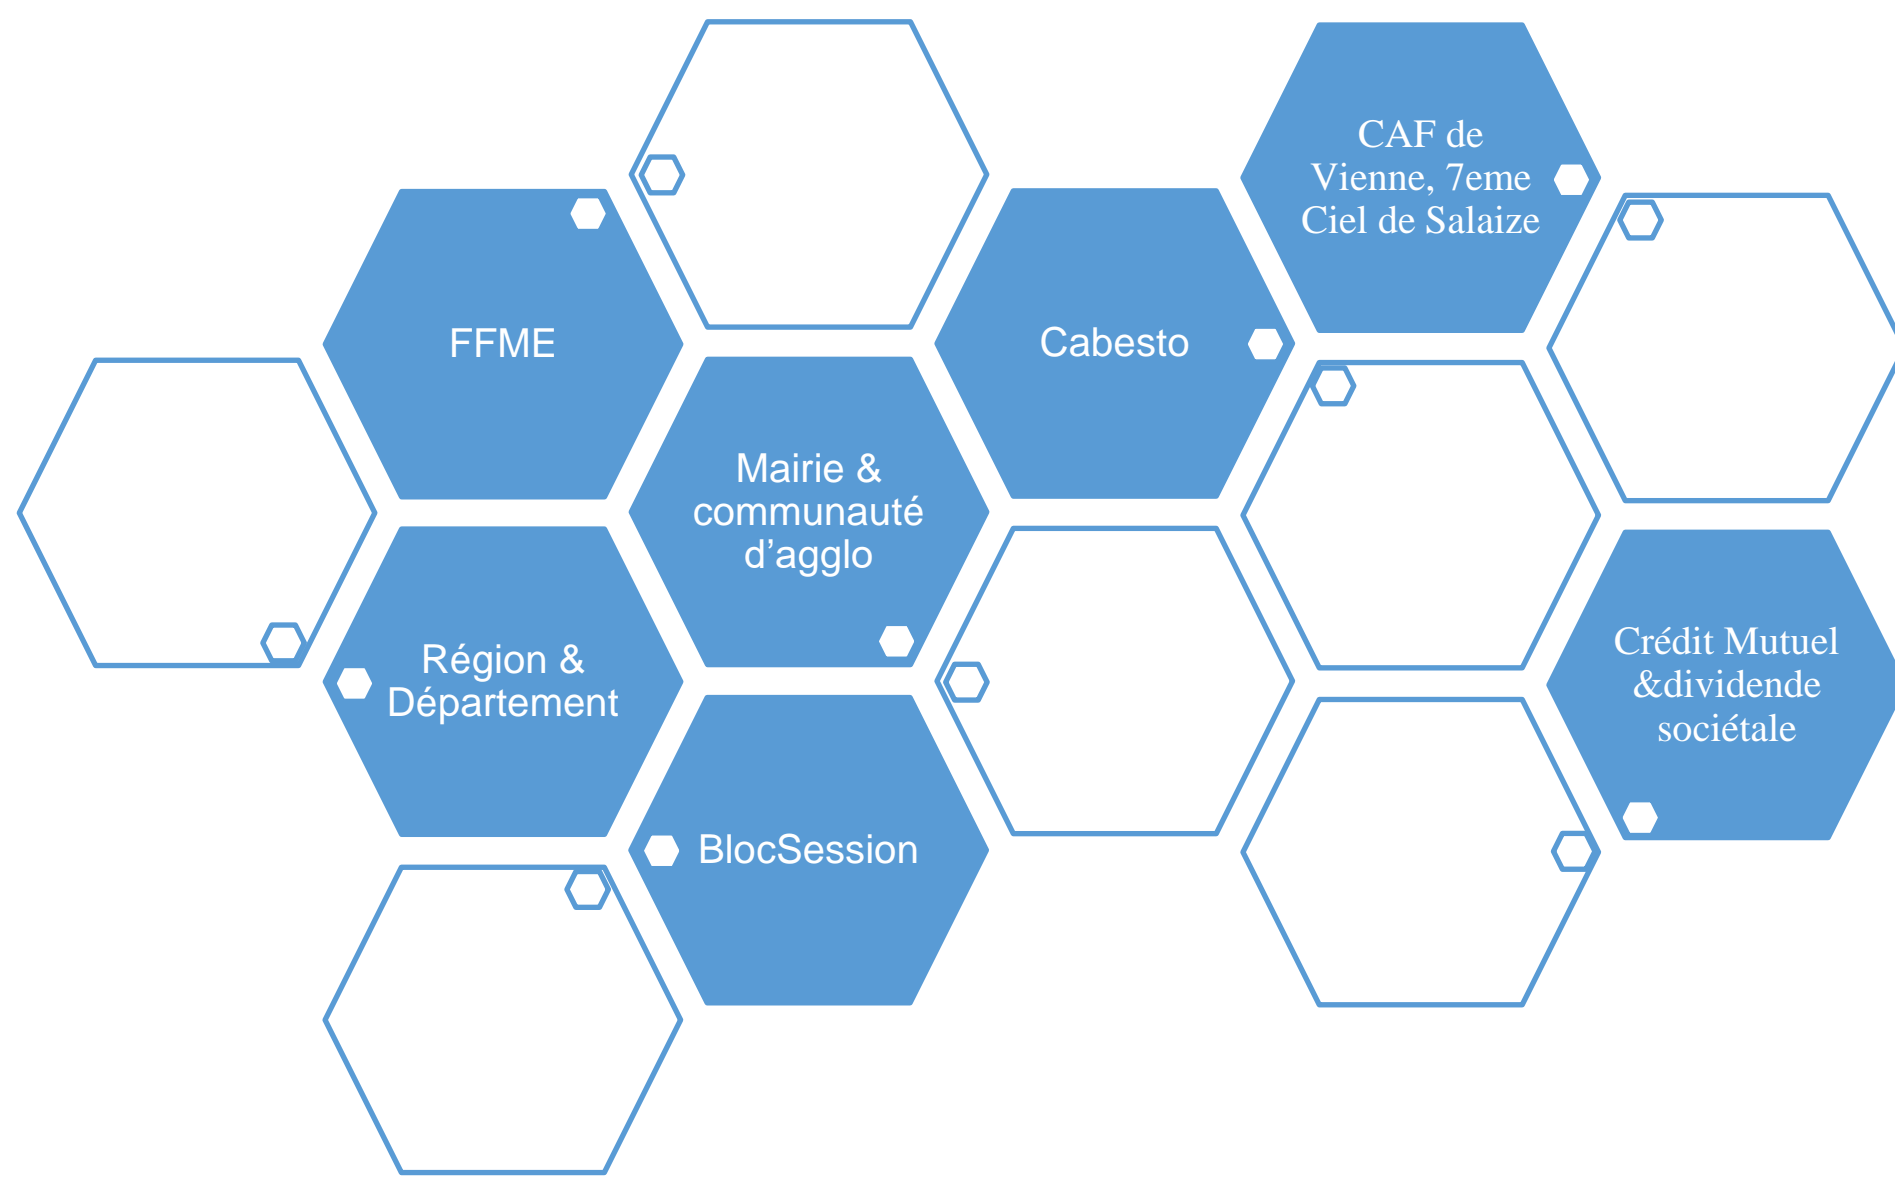 CAF de
Vienne, 7eme
Ciel de Salaize
FFME
Cabesto
Mairie &
communauté
d’agglo
Région &
Département
Crédit Mutuel
&dividende
sociétale
BlocSession